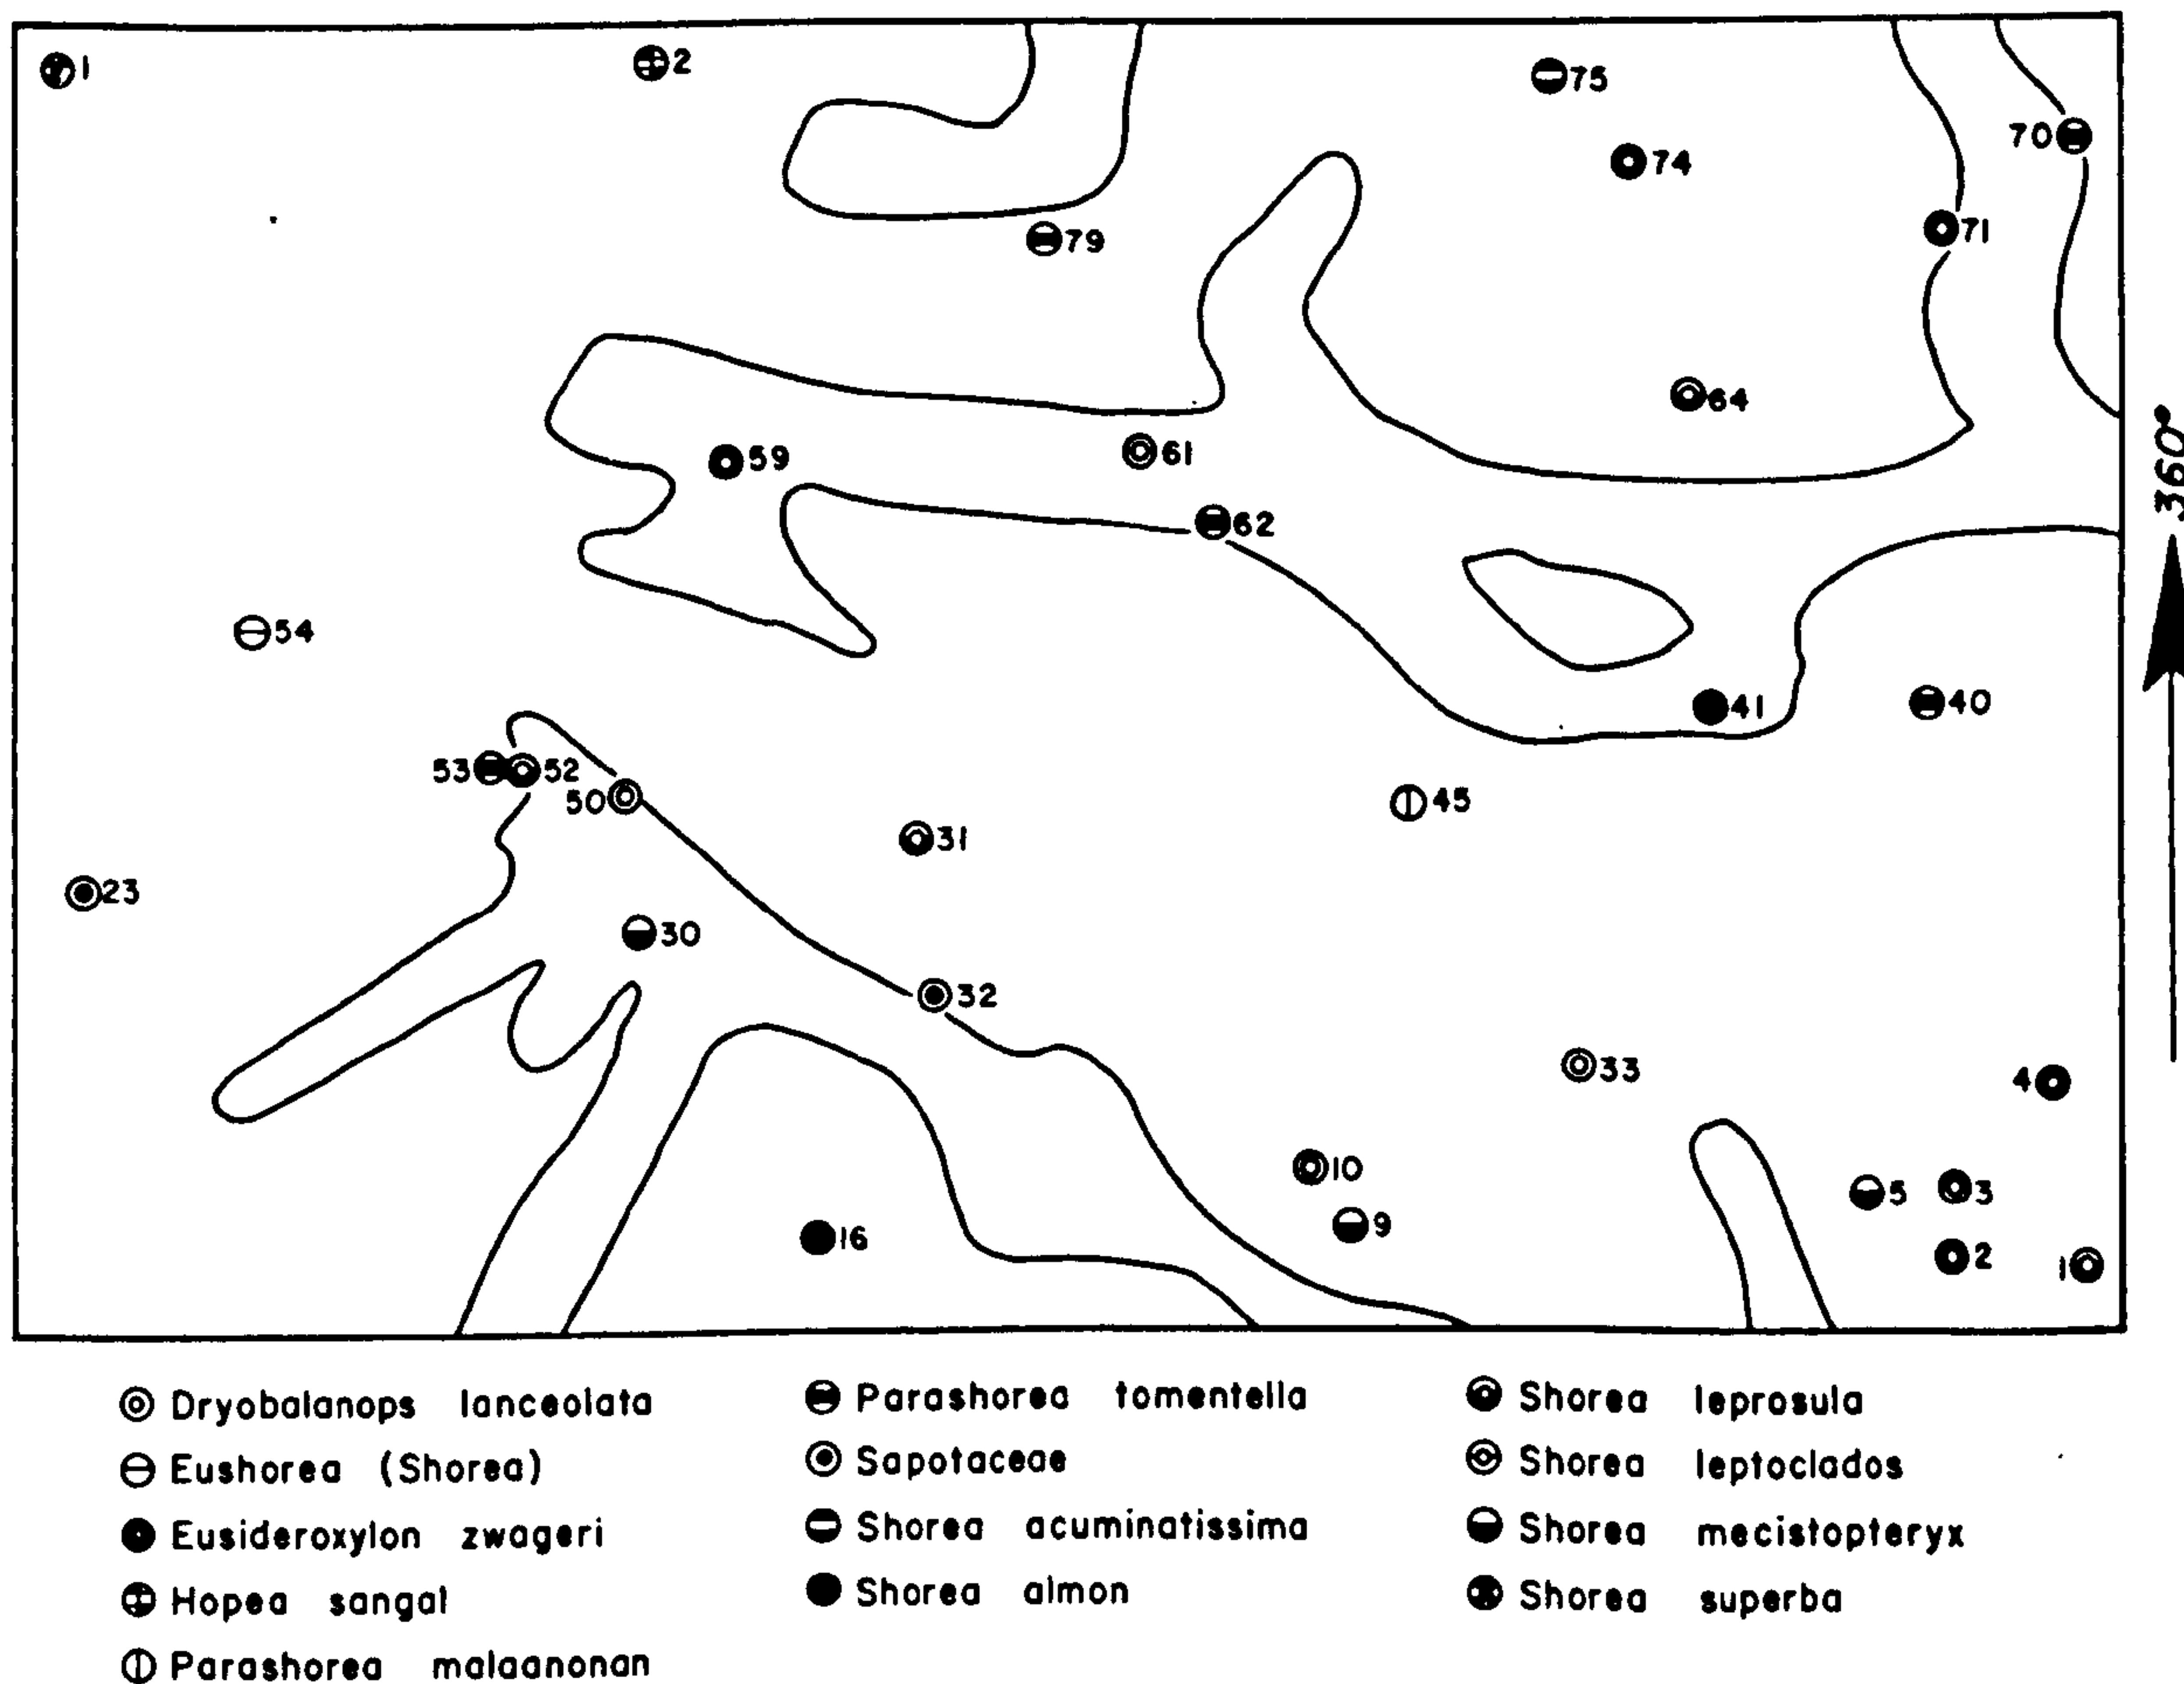 1
2
75
70
74
71
79
64
59
61
62
360°
54
41
40
53
52
50
45
31
23
30
32
33
4
10
5
3
9
16
2
1
Dryobalanops lanceolata
Eushorea (Shorea)
Eusideroxylon zwageri
Hopea sangal
Parashorea malaanonan
Parashorea tomentella
Sapotaceae
Shorea acuminatissima
Shorea almon
Shorea leprosula
Shorea leptoclados
Shorea mecistopteryx
Shorea superba